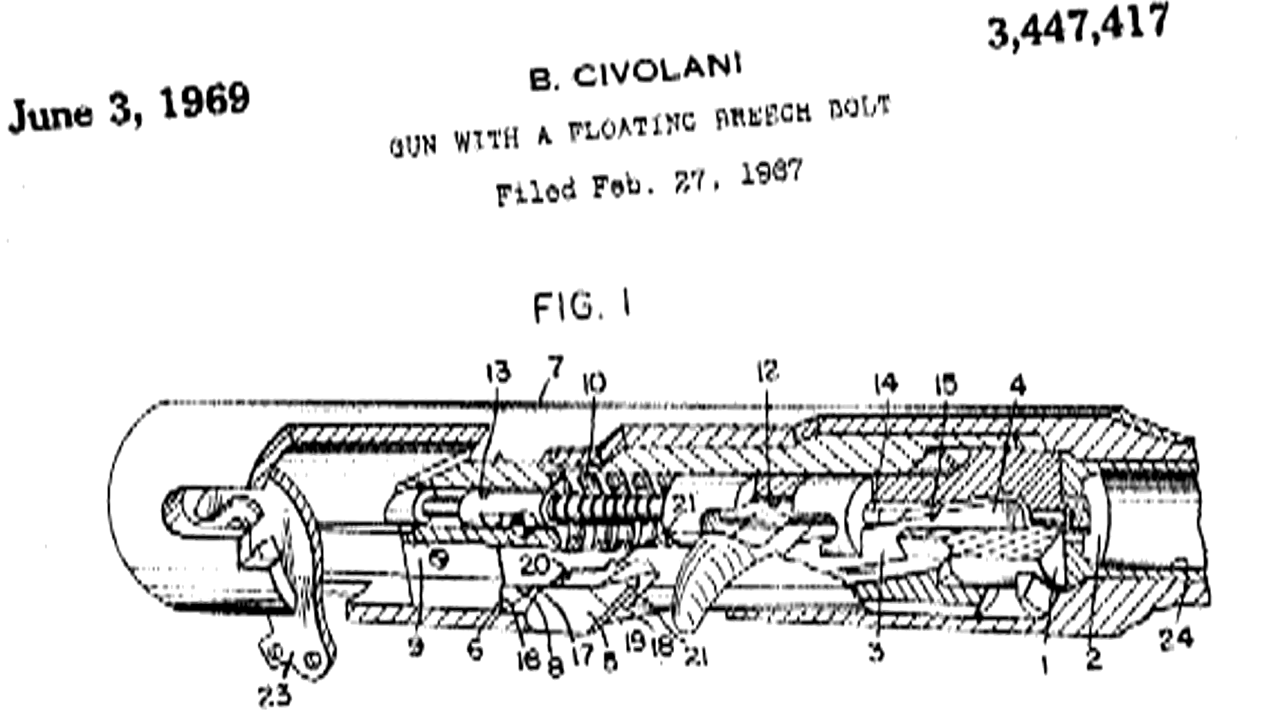 3,447,417
June 3, 1969
B. CIVOLANI
GUN WITH A FLOATING BREECH BOLT
Filed Feb. 27, 1967
FIG. 1
13 7 10 12 14 15 4
21
20
9 6 16 8 17 5 19 18 21 3 1 2 24
23